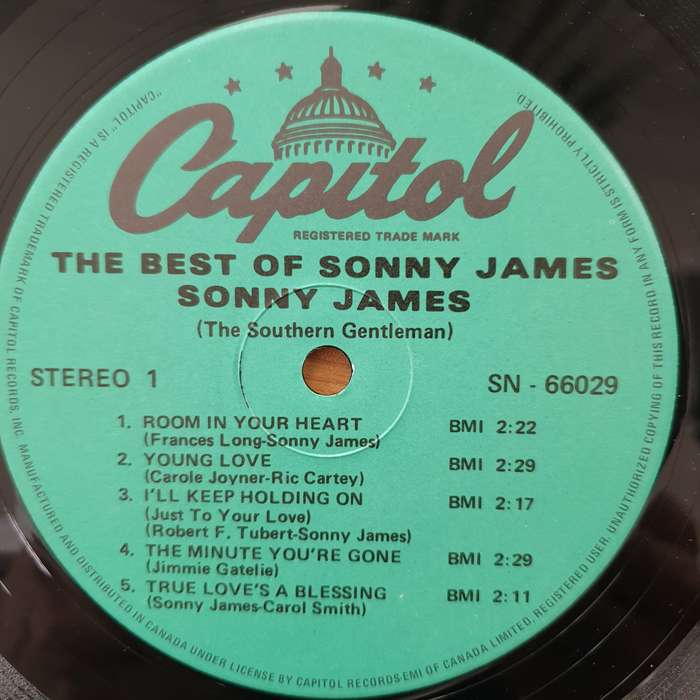 Capitol
REGISTERED TRADE MARK
THE BEST OF SONNY JAMES
SONNY JAMES
(The Southern Gentleman)
STEREO 1
SN - 66029
1. ROOM IN YOUR HEART BMI 2:22
(Frances Long-Sonny James)
2. YOUNG LOVE BMI 2:29
(Carole Joyner-Ric Cartey)
3. I'LL KEEP HOLDING ON BMI 2:17
(Just To Your Love)
(Robert F. Tubert-Sonny James)
4. THE MINUTE YOU'RE GONE BMI 2:29
(Jimmie Gatelie)
5. TRUE LOVE'S A BLESSING BMI 2:11
(Sonny James-Carol Smith)
"CAPITOL" IS A REGISTERED TRADEMARK OF CAPITOL RECORDS, INC. MANUFACTURED AND DISTRIBUTED IN CANADA UNDER LICENSE BY CAPITOL RECORDS-EMI OF CANADA LIMITED, REGISTERED USER. UNAUTHORIZED COPYING OF THIS RECORD IN ANY FORM IS STRICTLY PROHIBITED.